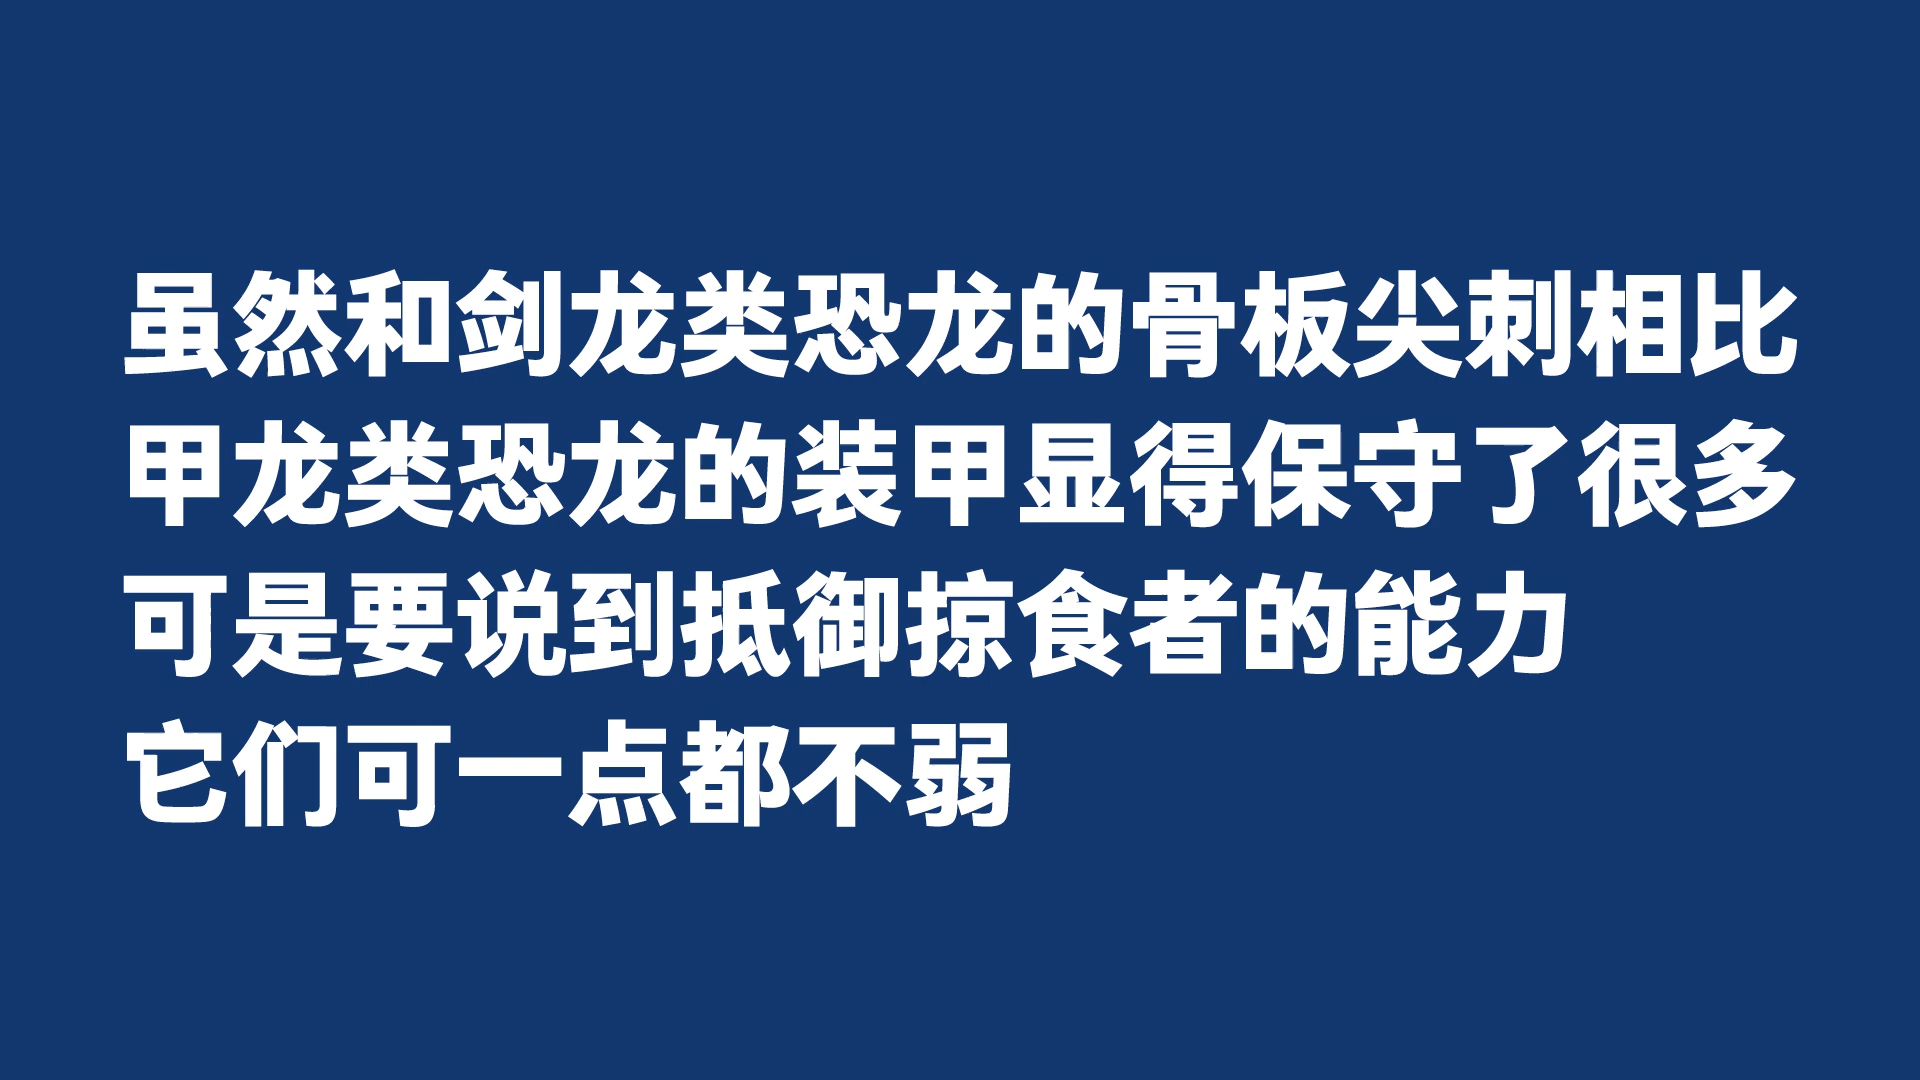 虽然和剑龙类恐龙的骨板尖刺相比
甲龙类恐龙的装甲显得保守了很多
可是要说到抵御掠食者的能力
它们可一点都不弱